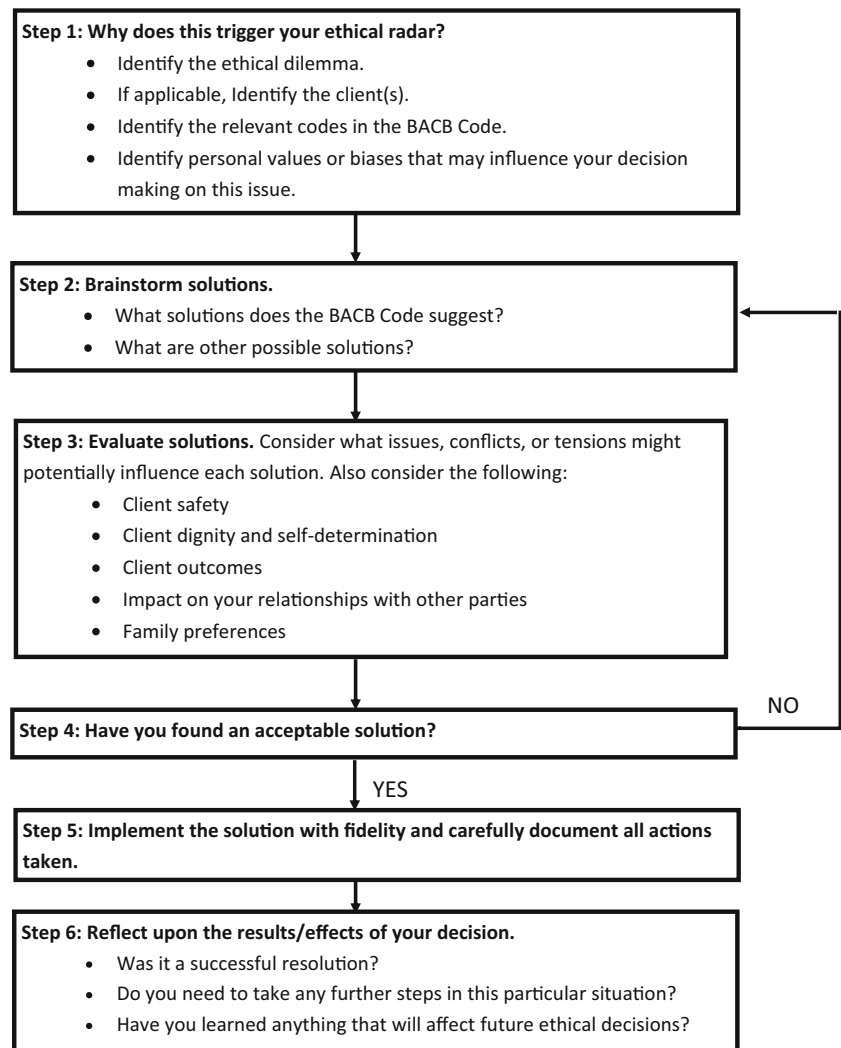 Step 1: Why does this trigger your ethical radar?
• Identify the ethical dilemma.
• If applicable, Identify the client(s).
• Identify the relevant codes in the BACB Code.
• Identify personal values or biases that may influence your decision
making on this issue.
Step 2: Brainstorm solutions.
• What solutions does the BACB Code suggest?
• What are other possible solutions?
Step 3: Evaluate solutions. Consider what issues, conflicts, or tensions might
potentially influence each solution. Also consider the following:
• Client safety
• Client dignity and self-determination
• Client outcomes
• Impact on your relationships with other parties
• Family preferences
Step 4: Have you found an acceptable solution?
NO
YES
Step 5: Implement the solution with fidelity and carefully document all actions
taken.
Step 6: Reflect upon the results/effects of your decision.
• Was it a successful resolution?
• Do you need to take any further steps in this particular situation?
• Have you learned anything that will affect future ethical decisions?